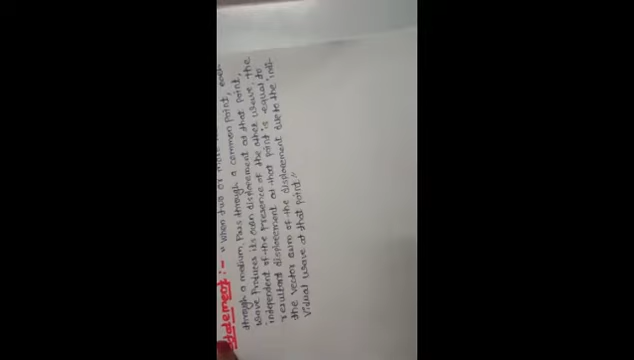 Statement:- "When two or more
through a medium, Pass through a common point, each
wave Produces its own displacement at that point,
independent of the presence of the other wave, the
resultant displacement at that point is equal to
the vector sum of the displacement due to the indi-
vidual wave at that point."